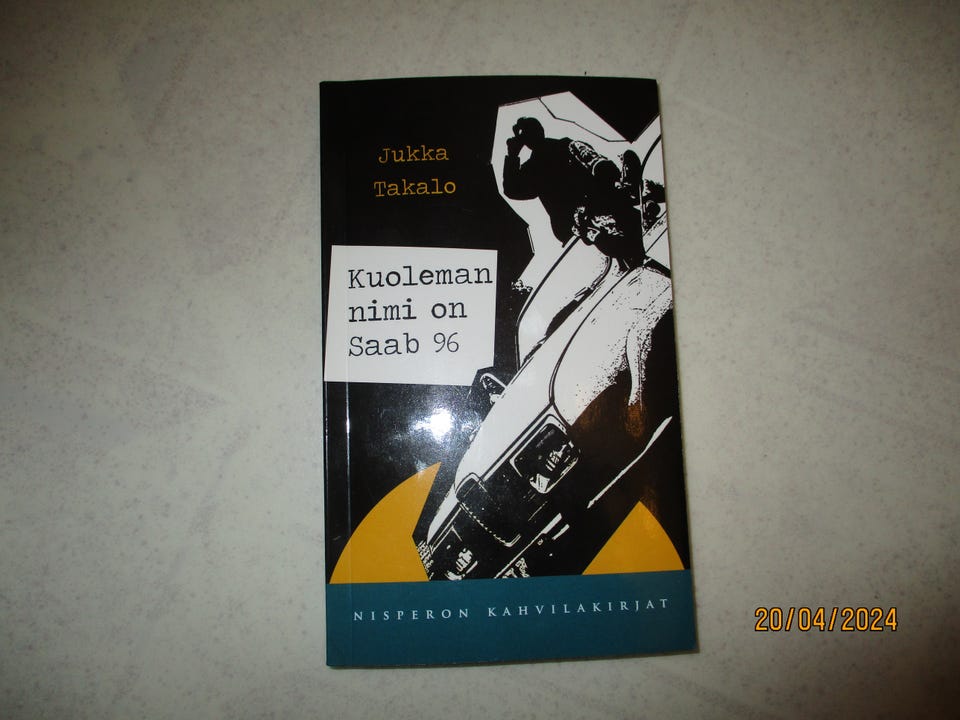 Jukka
Takalo
Kuoleman
nimi on
Saab 96
NISPERON KAHVILAKIRJAT
20/04/2024